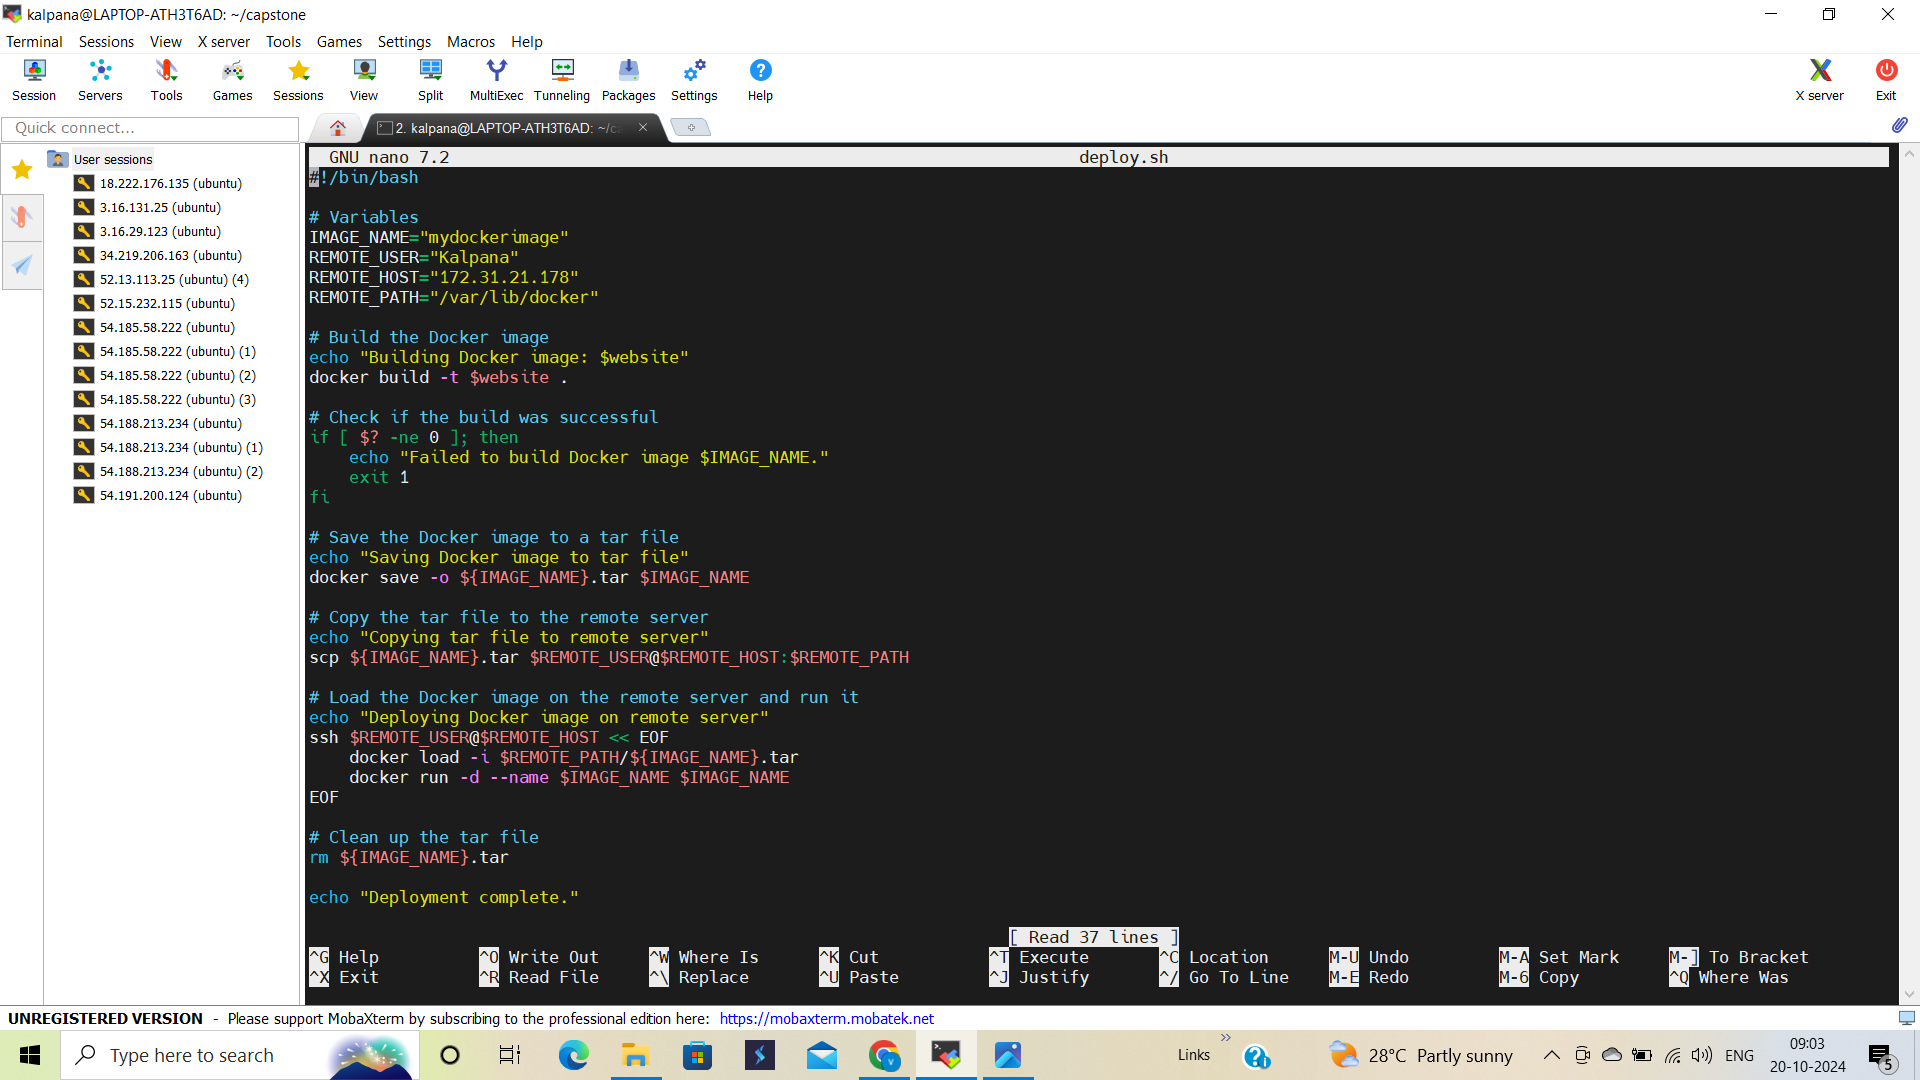 kalpana@LAPTOP-ATH3T6AD: ~/capstone
Terminal Sessions View X server Tools Games Settings Macros Help
Session Servers Tools Games Sessions View Split MultiExec Tunneling Packages Settings Help X server Exit
Quick connect...
2. kalpana@LAPTOP-ATH3T6AD: ~/ca
User sessions
18.222.176.135 (ubuntu)
3.16.131.25 (ubuntu)
3.16.29.123 (ubuntu)
34.219.206.163 (ubuntu)
52.13.113.25 (ubuntu) (4)
52.15.232.115 (ubuntu)
54.185.58.222 (ubuntu)
54.185.58.222 (ubuntu) (1)
54.185.58.222 (ubuntu) (2)
54.185.58.222 (ubuntu) (3)
54.188.213.234 (ubuntu)
54.188.213.234 (ubuntu) (1)
54.188.213.234 (ubuntu) (2)
54.191.200.124 (ubuntu)
GNU nano 7.2 deploy.sh
#!/bin/bash
# Variables
IMAGE_NAME="mydockerimage"
REMOTE_USER="Kalpana"
REMOTE_HOST="172.31.21.178"
REMOTE_PATH="/var/lib/docker"
# Build the Docker image
echo "Building Docker image: $website"
docker build -t $website .
# Check if the build was successful
if [ $? -ne 0 ]; then
echo "Failed to build Docker image $IMAGE_NAME."
exit 1
fi
# Save the Docker image to a tar file
echo "Saving Docker image to tar file"
docker save -o ${IMAGE_NAME}.tar $IMAGE_NAME
# Copy the tar file to the remote server
echo "Copying tar file to remote server"
scp ${IMAGE_NAME}.tar $REMOTE_USER@$REMOTE_HOST:$REMOTE_PATH
# Load the Docker image on the remote server and run it
echo "Deploying Docker image on remote server"
ssh $REMOTE_USER@$REMOTE_HOST << EOF
docker load -i $REMOTE_PATH/${IMAGE_NAME}.tar
docker run -d --name $IMAGE_NAME $IMAGE_NAME
EOF
# Clean up the tar file
rm ${IMAGE_NAME}.tar
echo "Deployment complete."
[ Read 37 lines ]
^G Help ^O Write Out ^W Where Is ^K Cut ^T Execute ^C Location M-U Undo M-A Set Mark M-] To Bracket
^X Exit ^R Read File ^\ Replace ^U Paste ^J Justify ^/ Go To Line M-E Redo M-6 Copy ^Q Where Was
UNREGISTERED VERSION - Please support MobaXterm by subscribing to the professional edition here: https://mobaxterm.mobatek.net
Type here to search
Links
28°C Partly sunny
ENG
09:03
20-10-2024
5